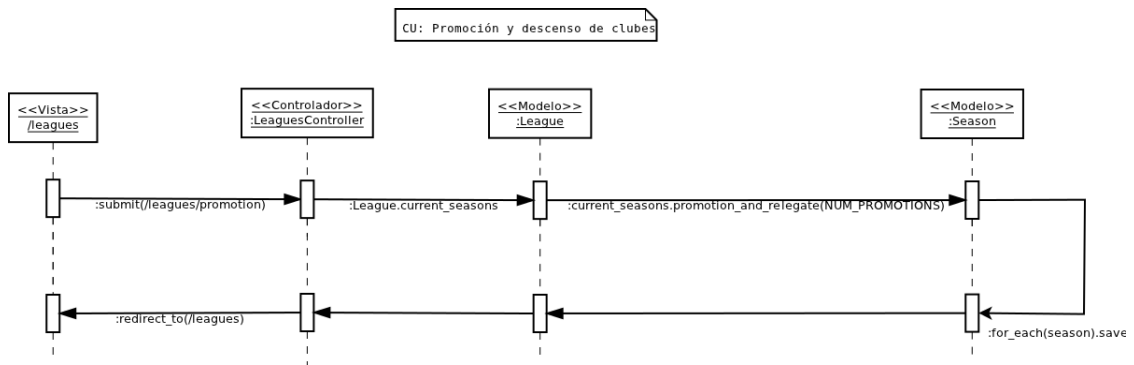 CU: Promoción y descenso de clubes
<<Vista>>
/leagues
<<Controlador>>
:LeaguesController
<<Modelo>>
:League
<<Modelo>>
:Season
:submit(/leagues/promotion)
:League.current_seasons
:current_seasons.promotion_and_relegate(NUM_PROMOTIONS)
:redirect_to(/leagues)
:for_each(season).save